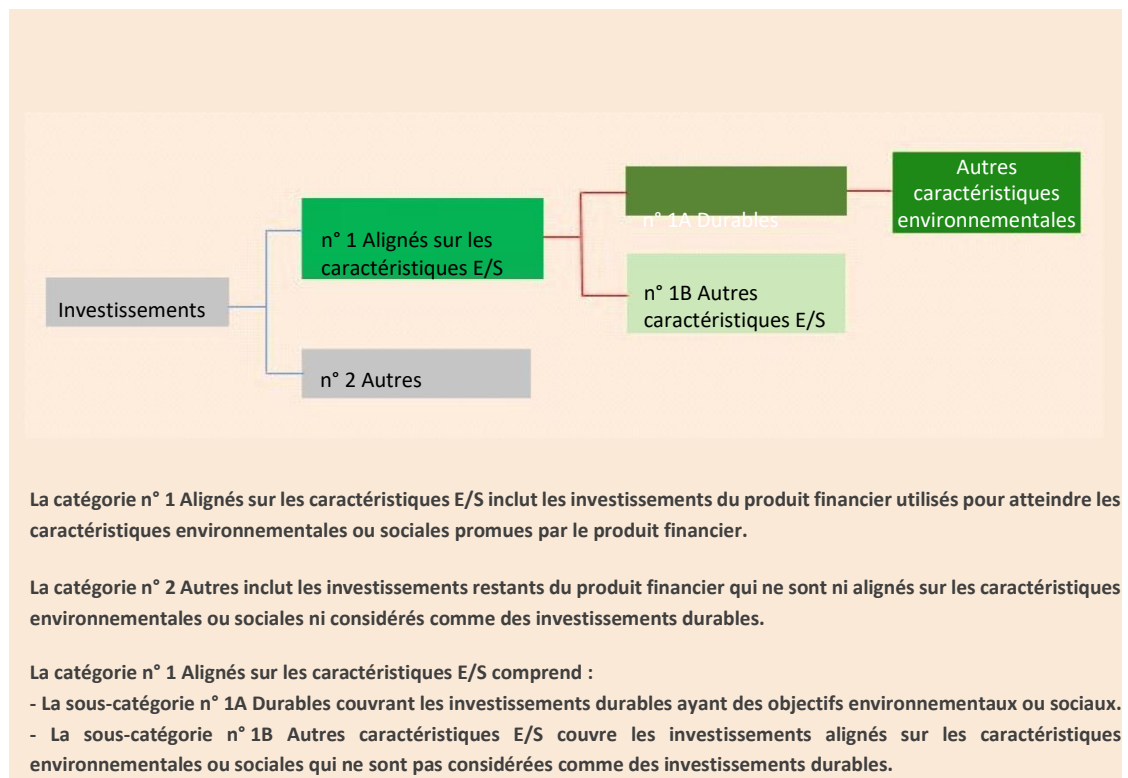 Autres
caractéristiques
environnementales
n° 1A Durables
n° 1 Alignés sur les
caractéristiques E/S
n° 1B Autres
caractéristiques E/S
Investissements
n° 2 Autres
La catégorie n° 1 Alignés sur les caractéristiques E/S inclut les investissements du produit financier utilisés pour atteindre les
caractéristiques environnementales ou sociales promues par le produit financier.
La catégorie n° 2 Autres inclut les investissements restants du produit financier qui ne sont ni alignés sur les caractéristiques
environnementales ou sociales ni considérés comme des investissements durables.
La catégorie n° 1 Alignés sur les caractéristiques E/S comprend :
- La sous-catégorie n° 1A Durables couvrant les investissements durables ayant des objectifs environnementaux ou sociaux.
- La sous-catégorie n° 1B Autres caractéristiques E/S couvre les investissements alignés sur les caractéristiques
environnementales ou sociales qui ne sont pas considérées comme des investissements durables.